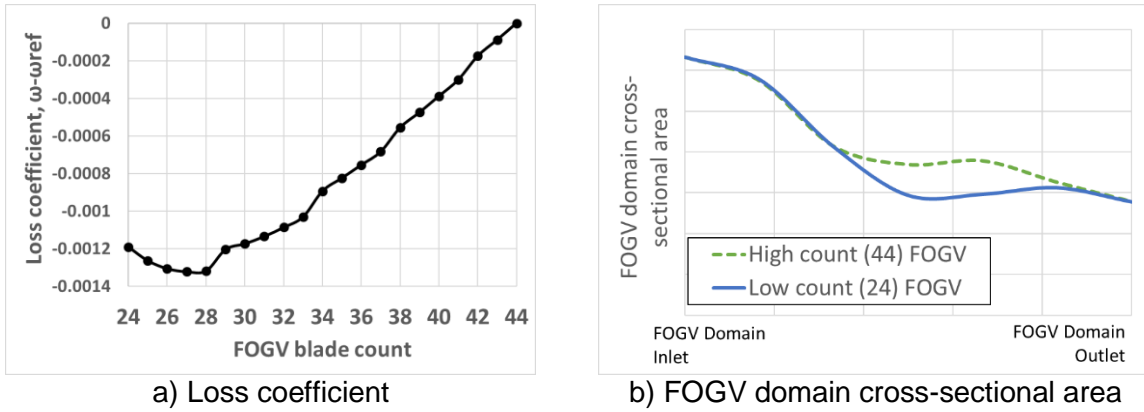 0
-0.0002
-0.0004
-0.0006
-0.0008
-0.001
-0.0012
-0.0014
Loss coefficient, ω-ωref
24 26 28 30 32 34 36 38 40 42 44
FOGV blade count
a) Loss coefficient
FOGV domain cross-
sectional area
High count (44) FOGV
Low count (24) FOGV
FOGV Domain
Inlet
FOGV Domain
Outlet
b) FOGV domain cross-sectional area